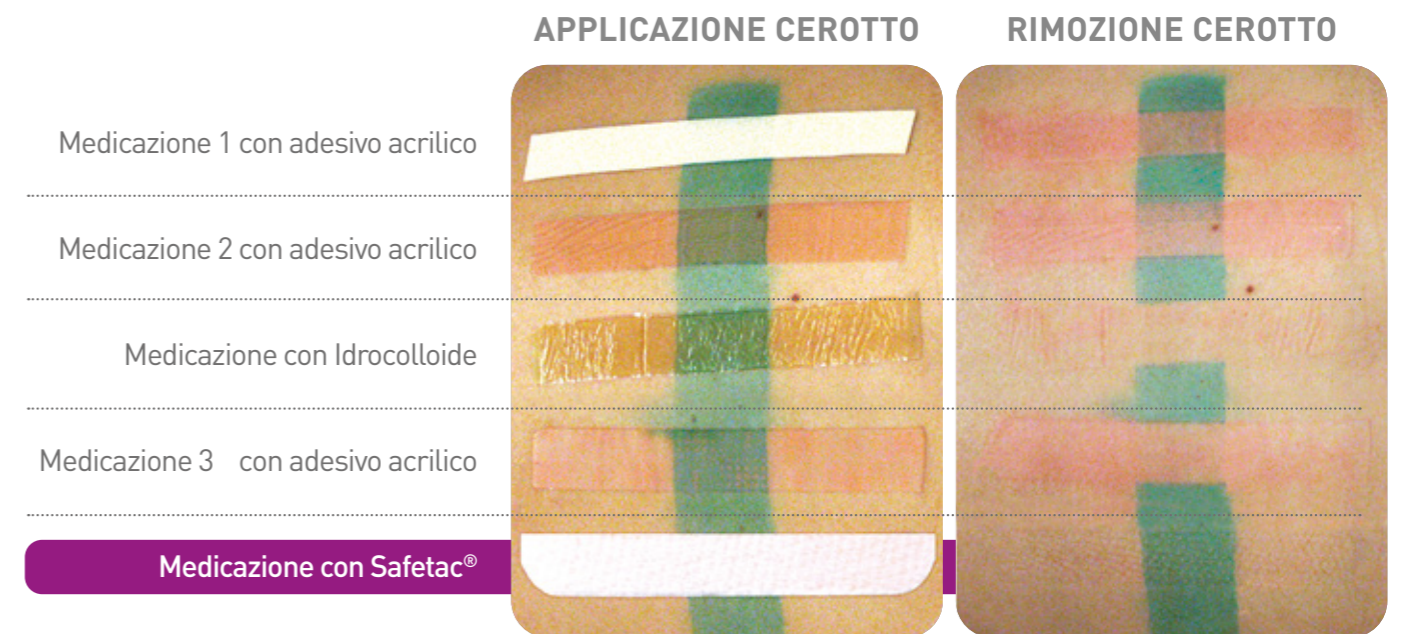 APPLICAZIONE CEROTTO
RIMOZIONE CEROTTO
Medicazione 1 con adesivo acrilico
Medicazione 2 con adesivo acrilico
Medicazione con Idrocolloide
Medicazione 3 con adesivo acrilico
Medicazione con Safetac®